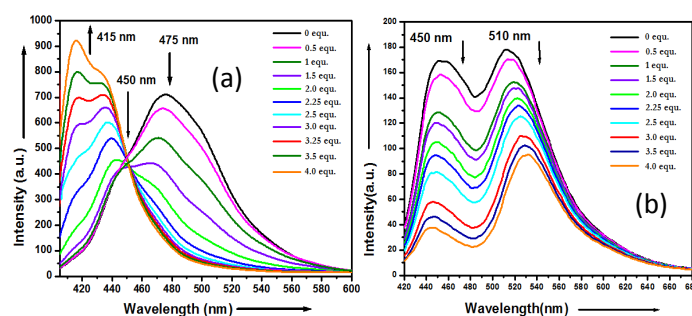 1000
900
800
700
600
500
400
300
200
100
0
Intensity(a.u.)
415 nm
450 nm
475 nm
(a)
0 equ.
0.5 equ.
1 equ.
1.5 equ.
2.0 equ.
2.25 equ.
2.5 equ.
3.0 equ.
3.25 equ.
3.5 equ.
4.0 equ.
420 440 460 480 500 520 540 560 580 600
Wavelength (nm)
200
180
160
140
120
100
80
60
40
20
0
Intensity(a.u.)
450 nm
510 nm
(b)
0 equ.
0.5 equ.
1 equ.
1.5 equ.
2.0 equ.
2.25 equ.
2.5 equ.
3.0 equ.
3.5 equ.
4.0 equ.
420 440 460 480 500 520 540 560 580 600 620 640 660 68
Wavelength(nm)